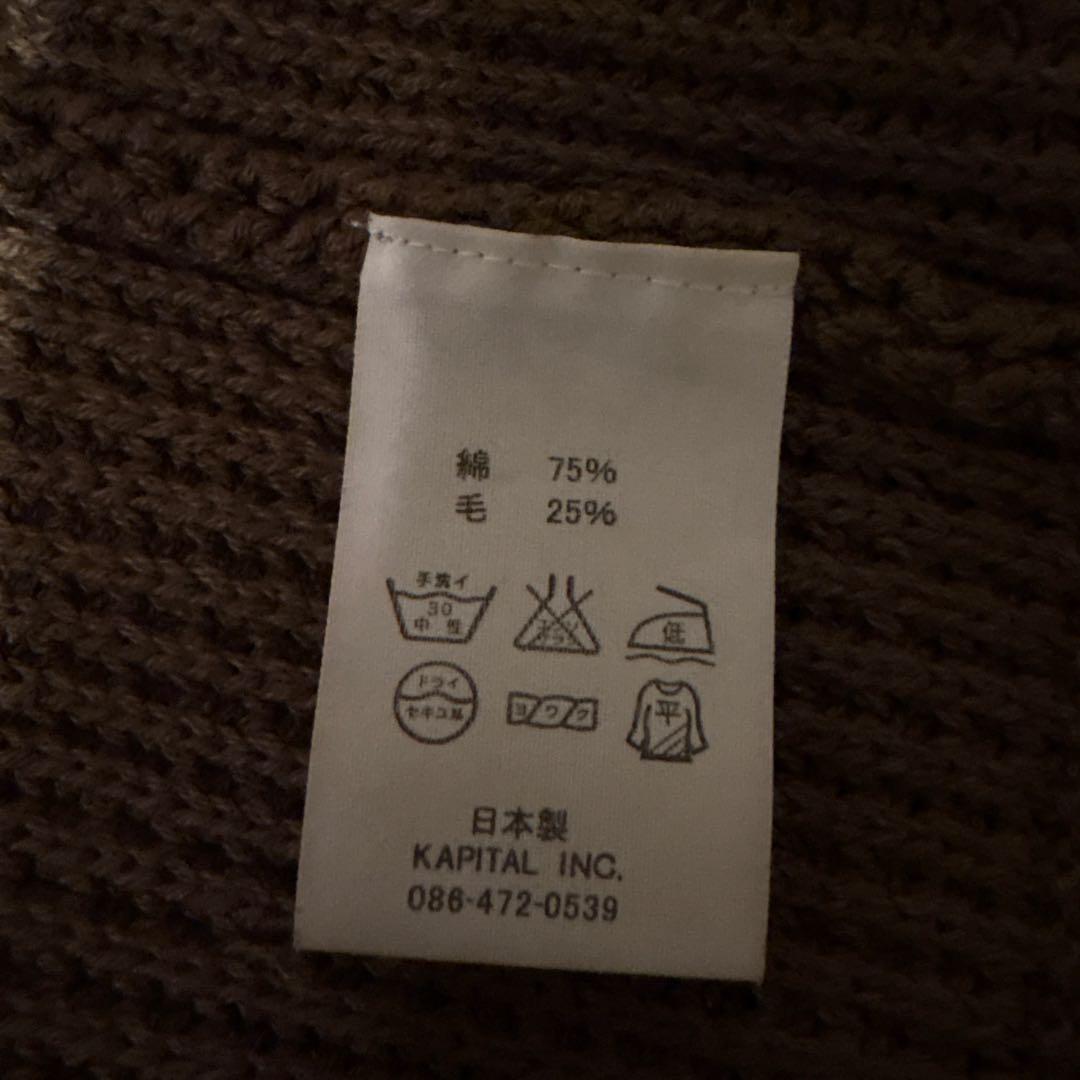 綿 75%
毛 25%
手洗イ
30
中性
低
ドライ
セキユ系
ヨワク
平
日本製
KAPITAL INC.
086-472-0539